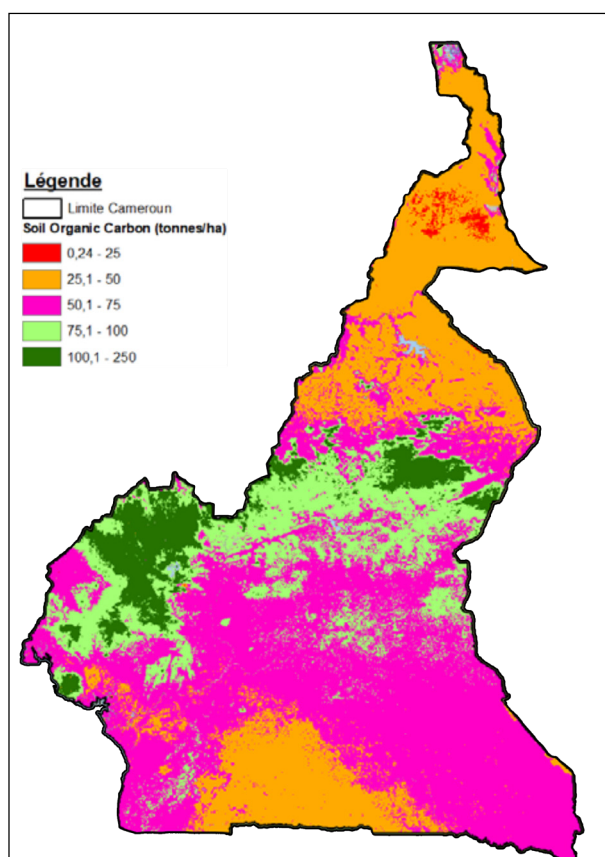 Légende
Limite Cameroun
Soil Organic Carbon (tonnes/ha)
0,24 - 25
25,1 - 50
50,1 - 75
75,1 - 100
100,1 - 250